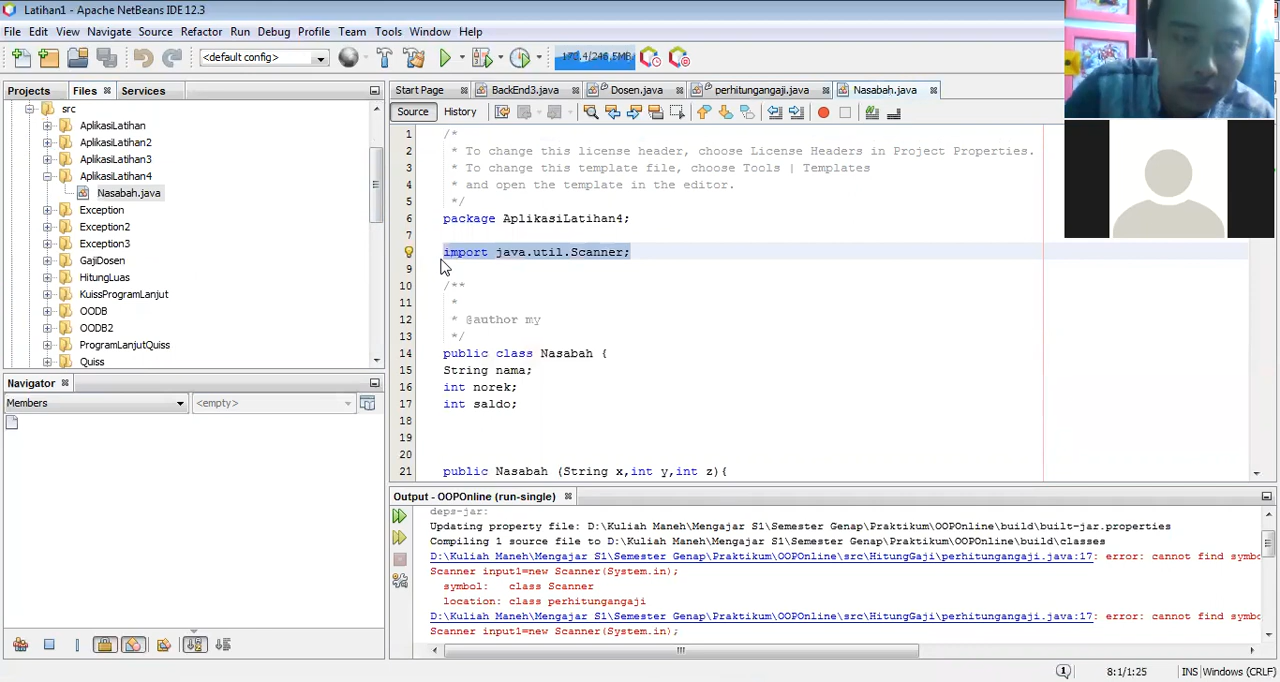 Latihan1 - Apache NetBeans IDE 12.3
File Edit View Navigate Source Refactor Run Debug Profile Team Tools Window Help
<default config>
173.4/246.5MB
Projects Files Services
src
AplikasiLatihan
AplikasiLatihan2
AplikasiLatihan3
AplikasiLatihan4
Nasabah.java
Exception
Exception2
Exception3
GajiDosen
HitungLuas
KuissProgramLanjut
OODB
OODB2
ProgramLanjutQuiss
Quiss
Navigator
Members <empty>
Start Page BackEnd3.java Dosen.java perhitungangaji.java Nasabah.java
Source History
1 /*
2 * To change this license header, choose License Headers in Project Properties.
3 * To change this template file, choose Tools | Templates
4 * and open the template in the editor.
5 */
6 package AplikasiLatihan4;
7
import java.util.Scanner;
9
10 /**
11 *
12 * @author my
13 */
14 public class Nasabah {
15 String nama;
16 int norek;
17 int saldo;
18
19
20
21 public Nasabah (String x,int y,int z){
Output - OOPOnline (run-single)
deps-jar:
Updating property file: D:\Kuliah Maneh\Mengajar S1\Semester Genap\Praktikum\OOPOnline\build\built-jar.properties
Compiling 1 source file to D:\Kuliah Maneh\Mengajar S1\Semester Genap\Praktikum\OOPOnline\build\classes
D:\Kuliah Maneh\Mengajar S1\Semester Genap\Praktikum\OOPOnline\src\HitungGaji\perhitungangaji.java:17: error: cannot find symbo
Scanner input1=new Scanner(System.in);
symbol: class Scanner
location: class perhitungangaji
D:\Kuliah Maneh\Mengajar S1\Semester Genap\Praktikum\OOPOnline\src\HitungGaji\perhitungangaji.java:17: error: cannot find symbo
Scanner input1=new Scanner(System.in);
8:1/1:25 INS Windows (CRLF)